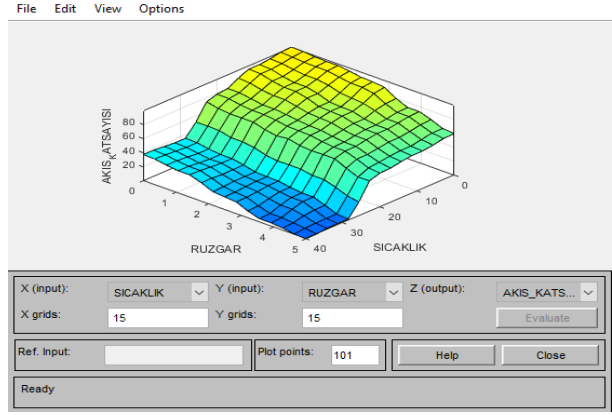 File Edit View Options
AKIS_KATSAYISI
80
60
40
20
0
1
2
3
4
5
40
30
20
10
0
RUZGAR
SICAKLIK
X (input): SICAKLIK Y (input): RUZGAR Z (output): AKIS_KATS...
X grids: 15 Y grids: 15 Evaluate
Ref. Input: Plot points: 101 Help Close
Ready